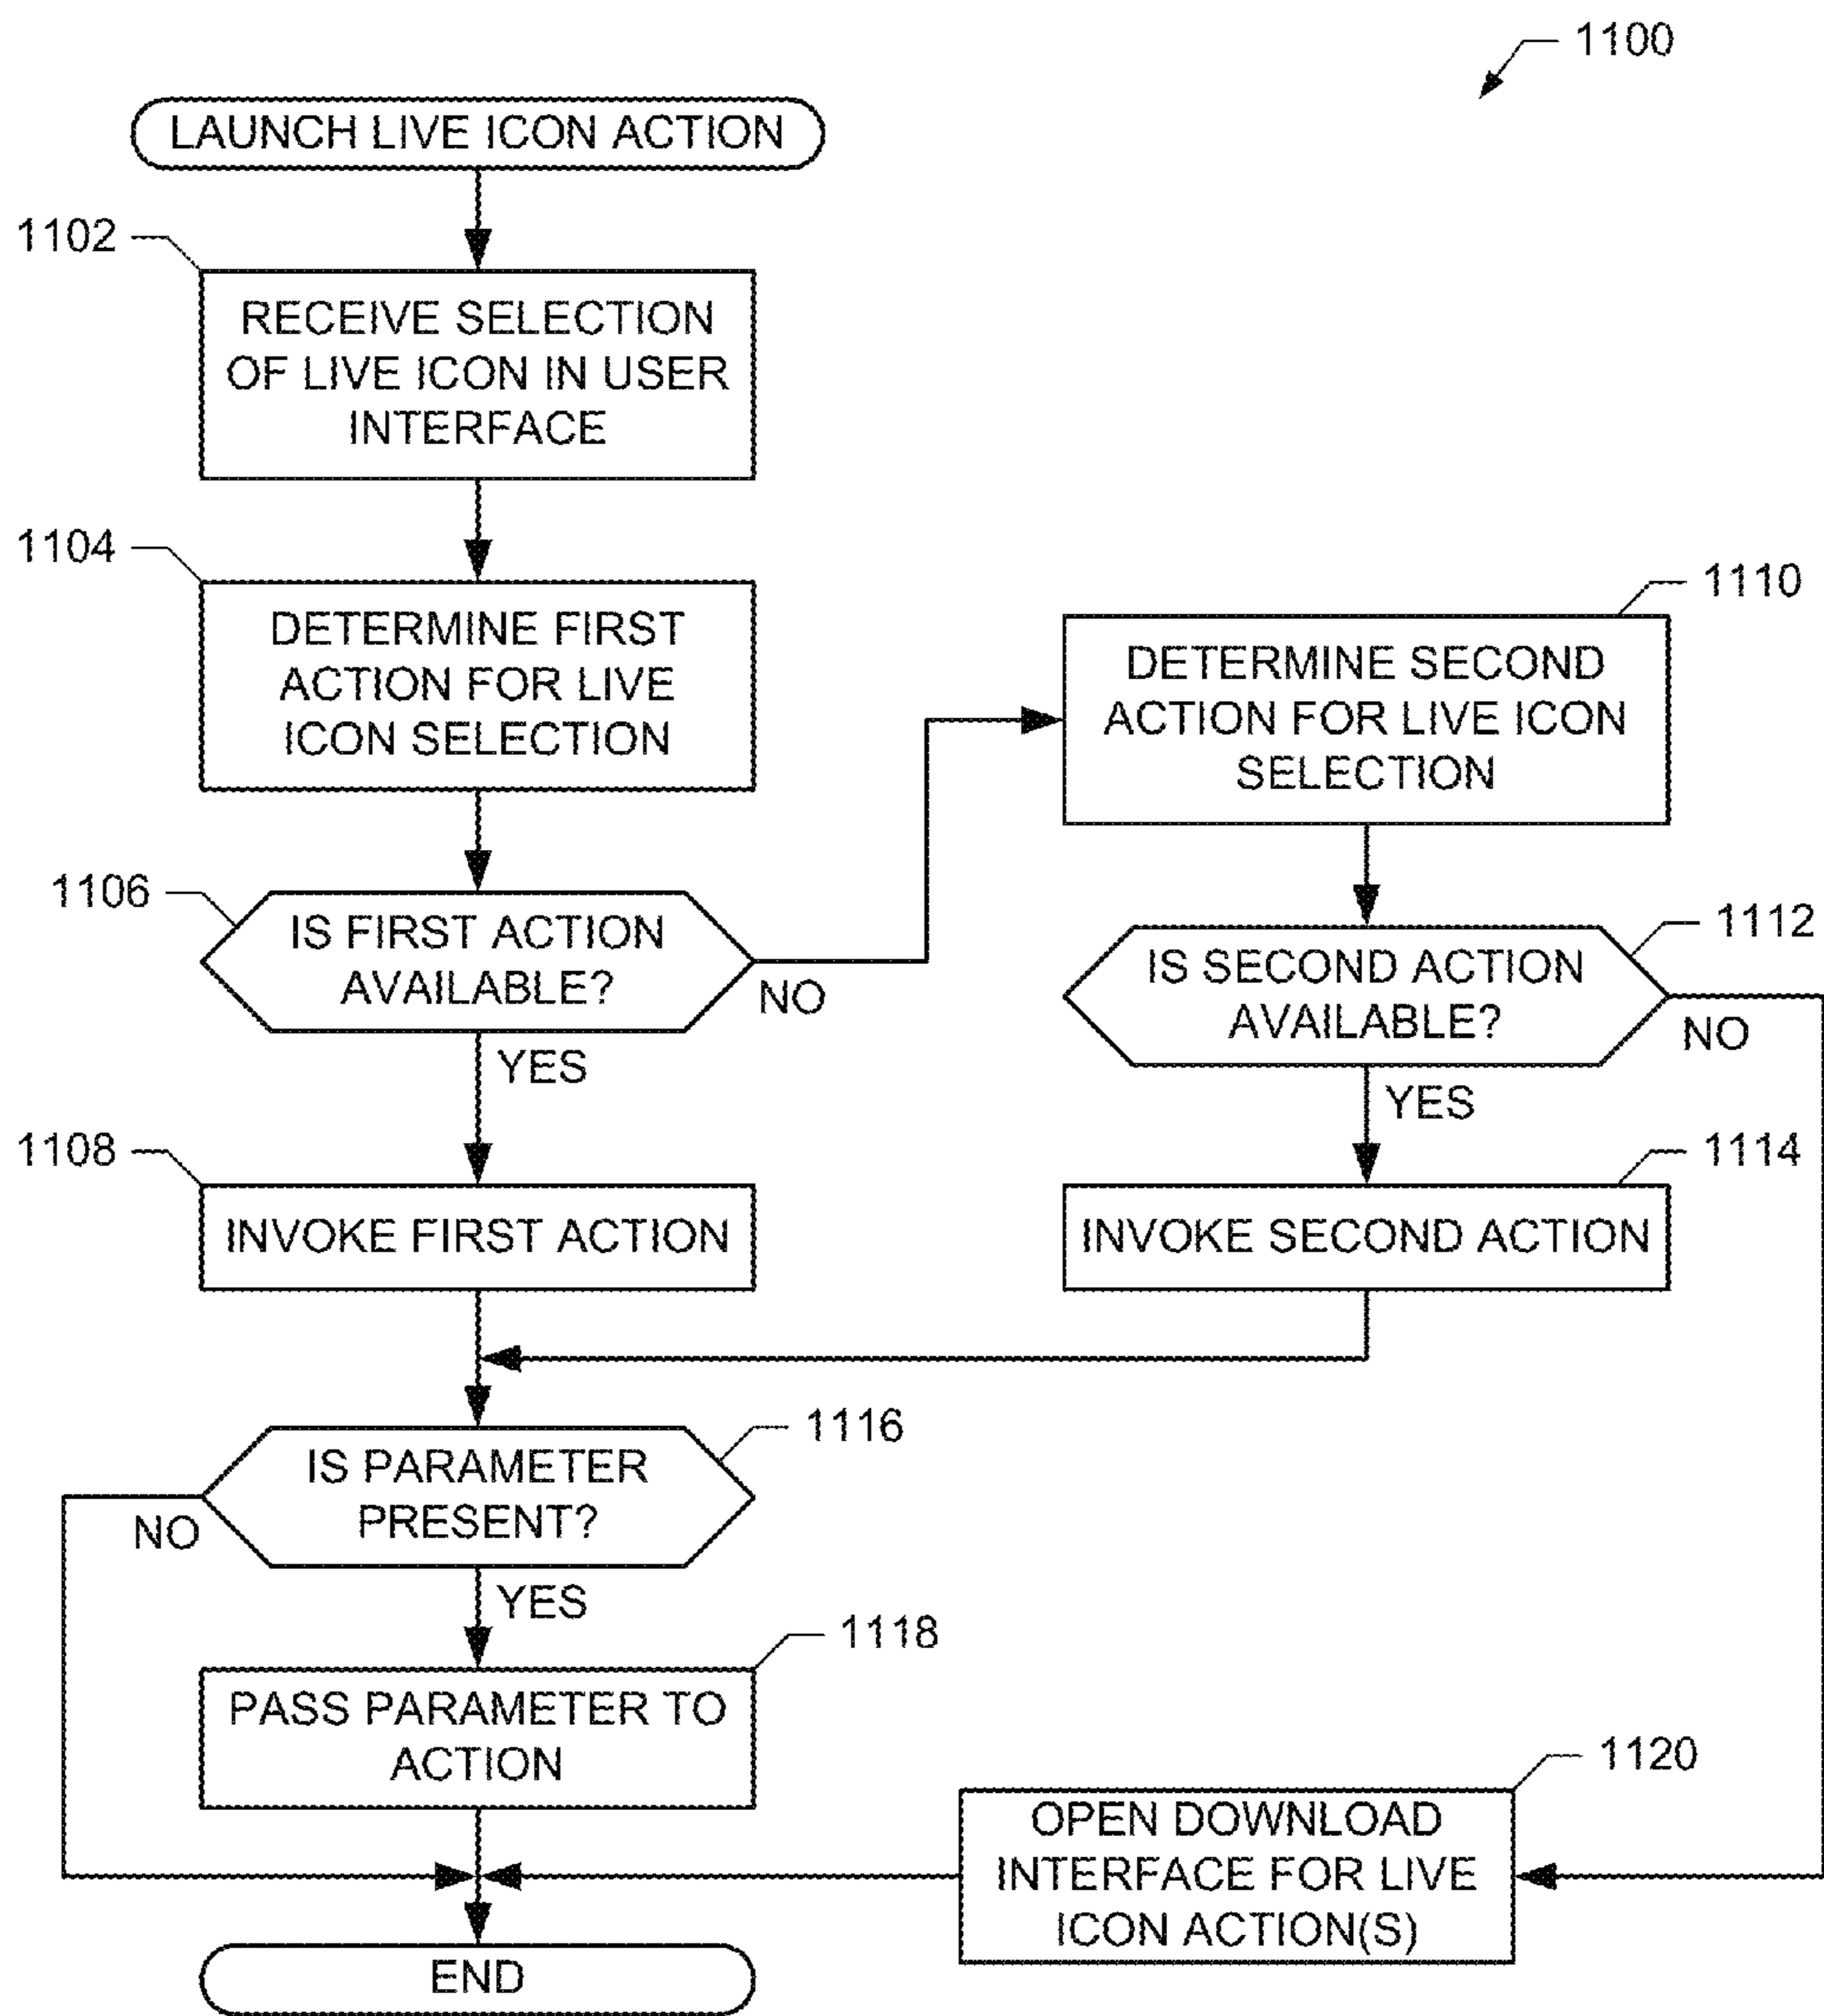 1100
LAUNCH LIVE ICON ACTION
1102
RECEIVE SELECTION
OF LIVE ICON IN USER
INTERFACE
1104
DETERMINE FIRST
ACTION FOR LIVE
ICON SELECTION
1110
DETERMINE SECOND
ACTION FOR LIVE ICON
SELECTION
1106
IS FIRST ACTION
AVAILABLE?
NO
YES
1112
IS SECOND ACTION
AVAILABLE?
NO
YES
1108
INVOKE FIRST ACTION
1114
INVOKE SECOND ACTION
1116
IS PARAMETER
PRESENT?
NO
YES
1118
PASS PARAMETER TO
ACTION
1120
OPEN DOWNLOAD
INTERFACE FOR LIVE
ICON ACTION(S)
END